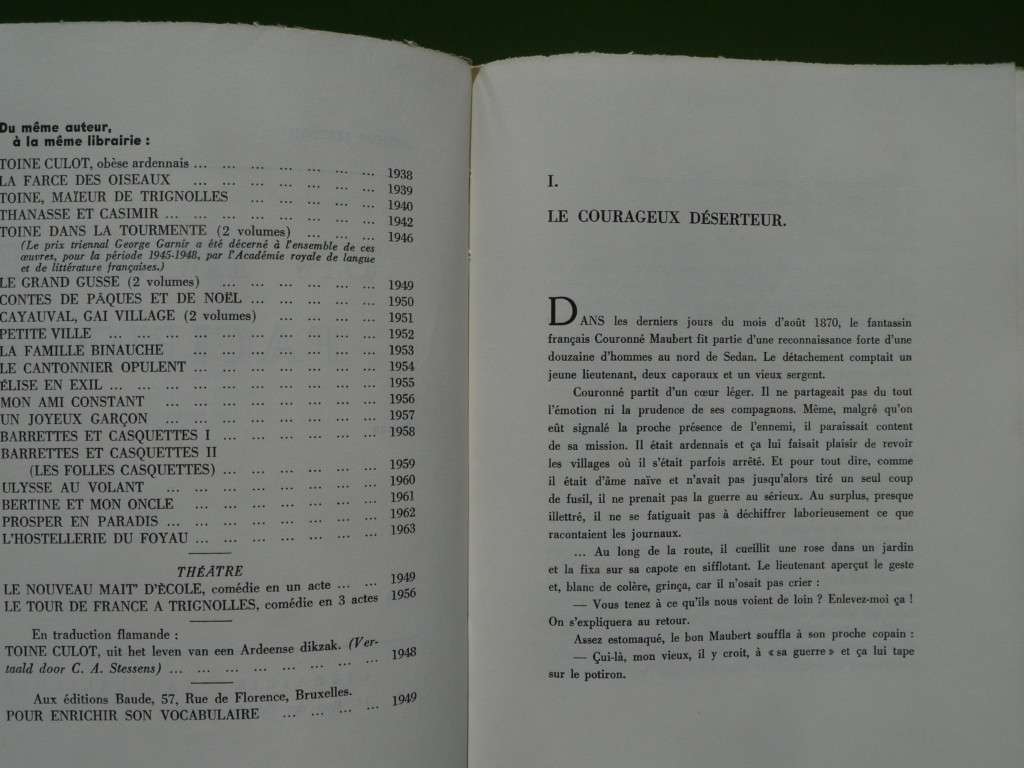 Du même auteur,
à la même librairie :
TOINE CULOT, obèse ardennais ... ... ... ... ... ... ... 1938
LA FARCE DES OISEAUX ... ... ... ... ... ... ... 1939
TOINE, MAÏEUR DE TRIGNOLLES ... ... ... ... ... 1940
THANASSE ET CASIMIR ... ... ... ... ... ... ... ... 1942
TOINE DANS LA TOURMENTE (2 volumes) ... ... ... 1946
(Le prix triennal George Garnir a été décerné à l'ensemble de ces
œuvres, pour la période 1945-1948, par l'Académie royale de langue
et de littérature françaises.)
LE GRAND GUSSE (2 volumes) ... ... ... ... ... ... 1949
CONTES DE PÂQUES ET DE NOËL ... ... ... ... ... 1950
CAYAUVAL, GAI VILLAGE (2 volumes) ... ... ... ... 1951
PETITE VILLE ... ... ... ... ... ... ... ... ... ... 1952
LA FAMILLE BINAUCHE ... ... ... ... ... ... ... 1953
LE CANTONNIER OPULENT ... ... ... ... ... ... ... 1954
ÉLISE EN EXIL ... ... ... ... ... ... ... ... ... ... 1955
MON AMI CONSTANT ... ... ... ... ... ... ... ... 1956
UN JOYEUX GARÇON ... ... ... ... ... ... ... ... 1957
BARRETTES ET CASQUETTES I ... ... ... ... ... ... 1958
BARRETTES ET CASQUETTES II
(LES FOLLES CASQUETTES) ... ... ... ... ... ... 1959
ULYSSE AU VOLANT ... ... ... ... ... ... ... ... 1960
BERTINE ET MON ONCLE ... ... ... ... ... ... ... 1961
PROSPER EN PARADIS ... ... ... ... ... ... ... ... 1962
L'HOSTELLERIE DU FOYAU ... ... ... ... ... ... ... 1963
THÉÂTRE
LE NOUVEAU MAIT' D'ÈCOLE, comédie en un acte ... ... 1949
LE TOUR DE FRANCE A TRIGNOLLES, comédie en 3 actes 1956
En traduction flamande :
TOINE CULOT, uit het leven van een Ardeense dikzak. (Ver-
taald door C. A. Stessens) ... ... ... ... ... ... ... ... 1948
Aux éditions Baude, 57, Rue de Florence, Bruxelles.
POUR ENRICHIR SON VOCABULAIRE ... ... ... ... ... 1949
I.
LE COURAGEUX DÉSERTEUR.
DANS les derniers jours du mois d'août 1870, le fantassin
français Couronné Maubert fit partie d'une reconnaissance forte d'une
douzaine d'hommes au nord de Sedan. Le détachement comptait un
jeune lieutenant, deux caporaux et un vieux sergent.
Couronné partit d'un cœur léger. Il ne partageait pas du tout
l'émotion ni la prudence de ses compagnons. Même, malgré qu'on
eût signalé la proche présence de l'ennemi, il paraissait content
de sa mission. Il était ardennais et ça lui faisait plaisir de revoir
les villages où il s'était parfois arrêté. Et pour tout dire, comme
il était d'âme naïve et n'avait pas jusqu'alors tiré un seul coup
de fusil, il ne prenait pas la guerre au sérieux. Au surplus, presque
illettré, il ne se fatiguait pas à déchiffrer laborieusement ce que
racontaient les journaux.
... Au long de la route, il cueillit une rose dans un jardin
et la fixa sur sa capote en sifflotant. Le lieutenant aperçut le geste
et, blanc de colère, grinça, car il n'osait pas crier :
— Vous tenez à ce qu'ils nous voient de loin ? Enlevez-moi ça !
On s'expliquera au retour.
Assez estomaqué, le bon Maubert souffla à son proche copain :
— Çui-là, mon vieux, il y croit, à « sa guerre » et ça lui tape
sur le potiron.